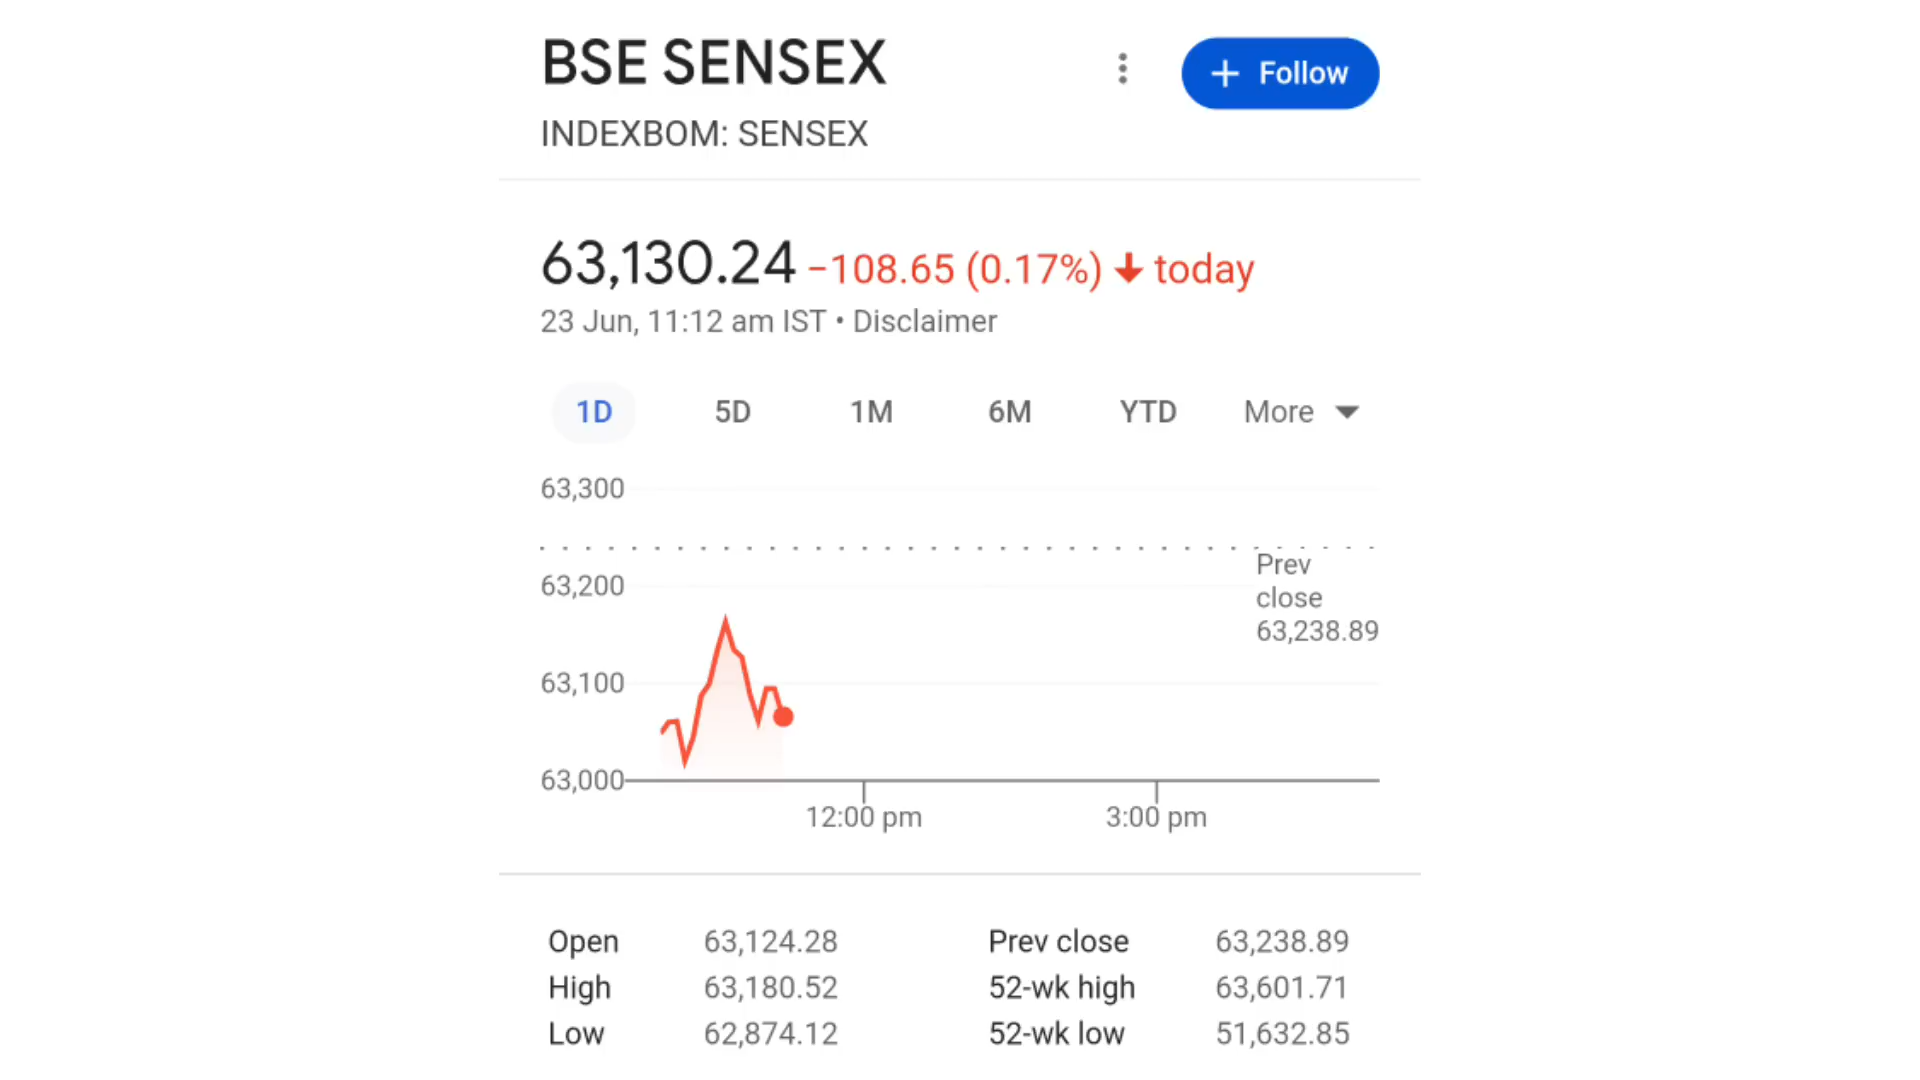 BSE SENSEX
+ Follow
INDEXBOM: SENSEX
63,130.24 −108.65 (0.17%) ↓ today
23 Jun, 11:12 am IST • Disclaimer
1D 5D 1M 6M YTD More
63,300
63,200
63,100
63,000
Prev
close
63,238.89
12:00 pm 3:00 pm
Open 63,124.28 Prev close 63,238.89
High 63,180.52 52-wk high 63,601.71
Low 62,874.12 52-wk low 51,632.85